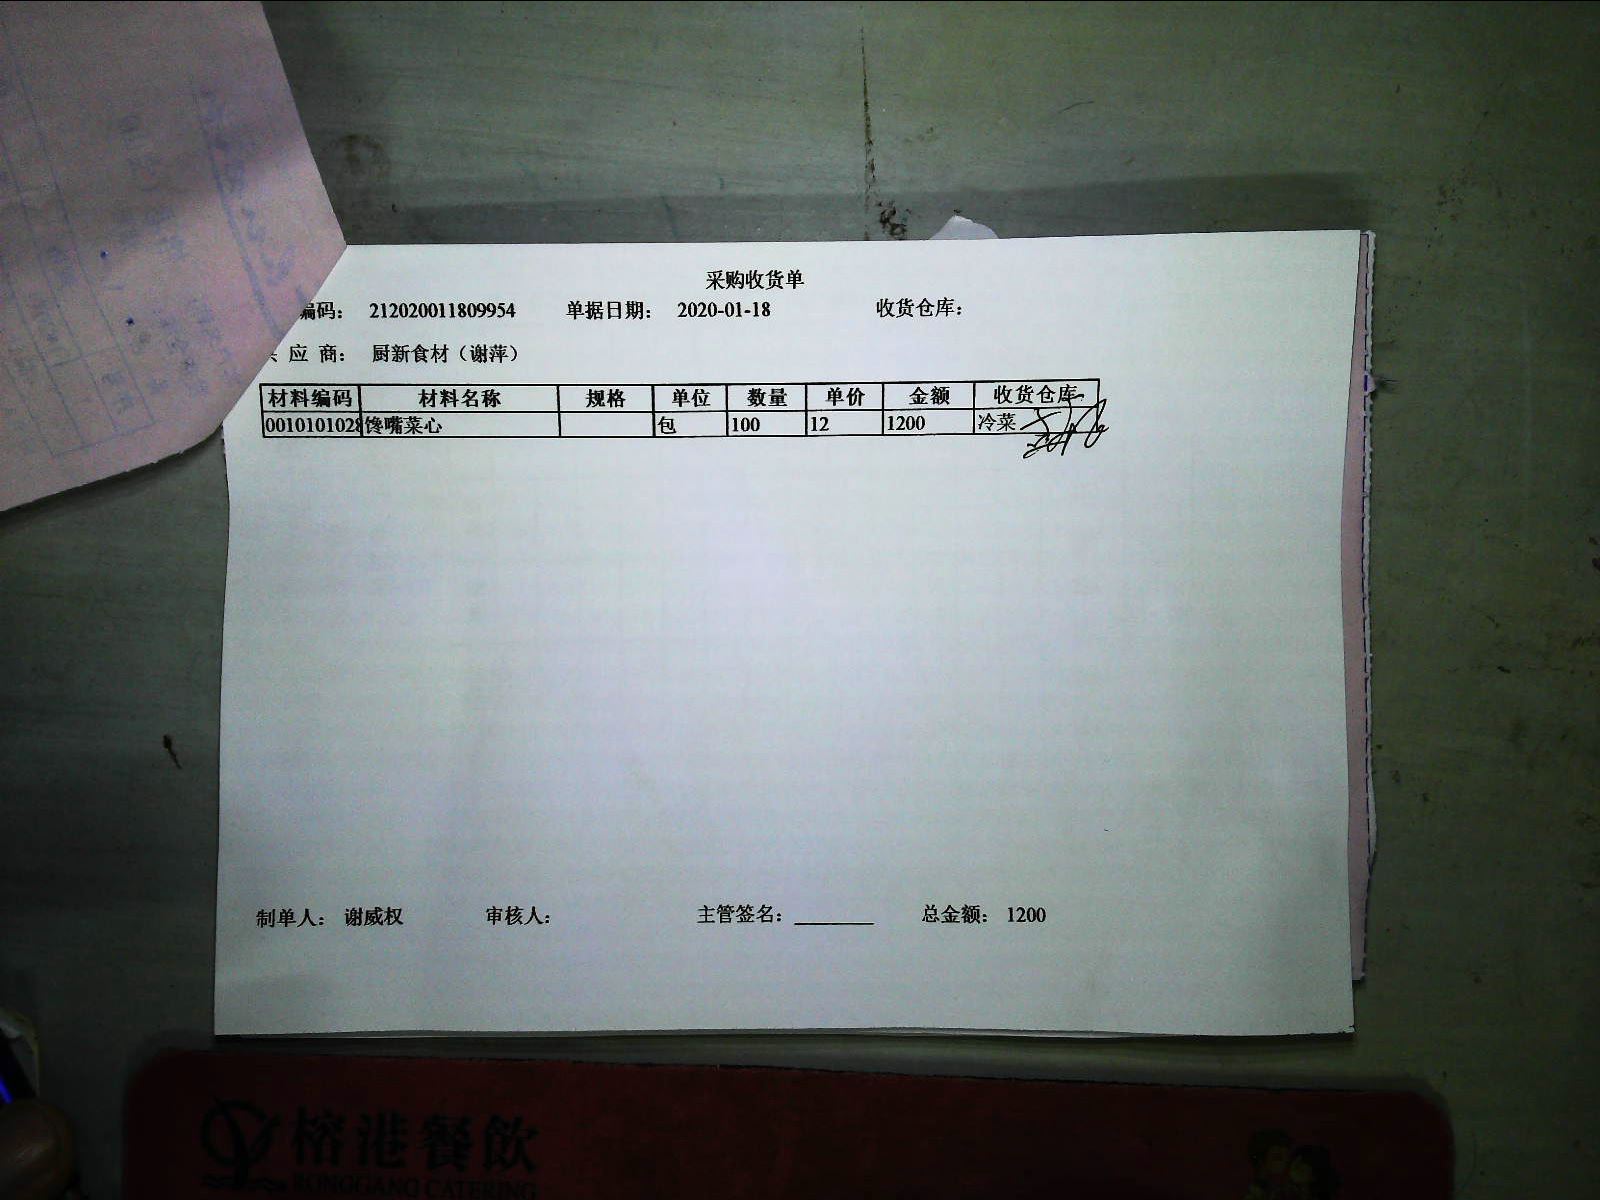 采购收货单
编码： 212020011809954 单据日期： 2020-01-18 收货仓库：
应 商： 厨新食材（谢萍）
材料编码 材料名称 规格 单位 数量 单价 金额 收货仓库
0010101028 馋嘴菜心 包 100 12 1200 冷菜
制单人： 谢威权 审核人： 主管签名： 总金额： 1200
榕港餐飲
RONGGANG CATERING